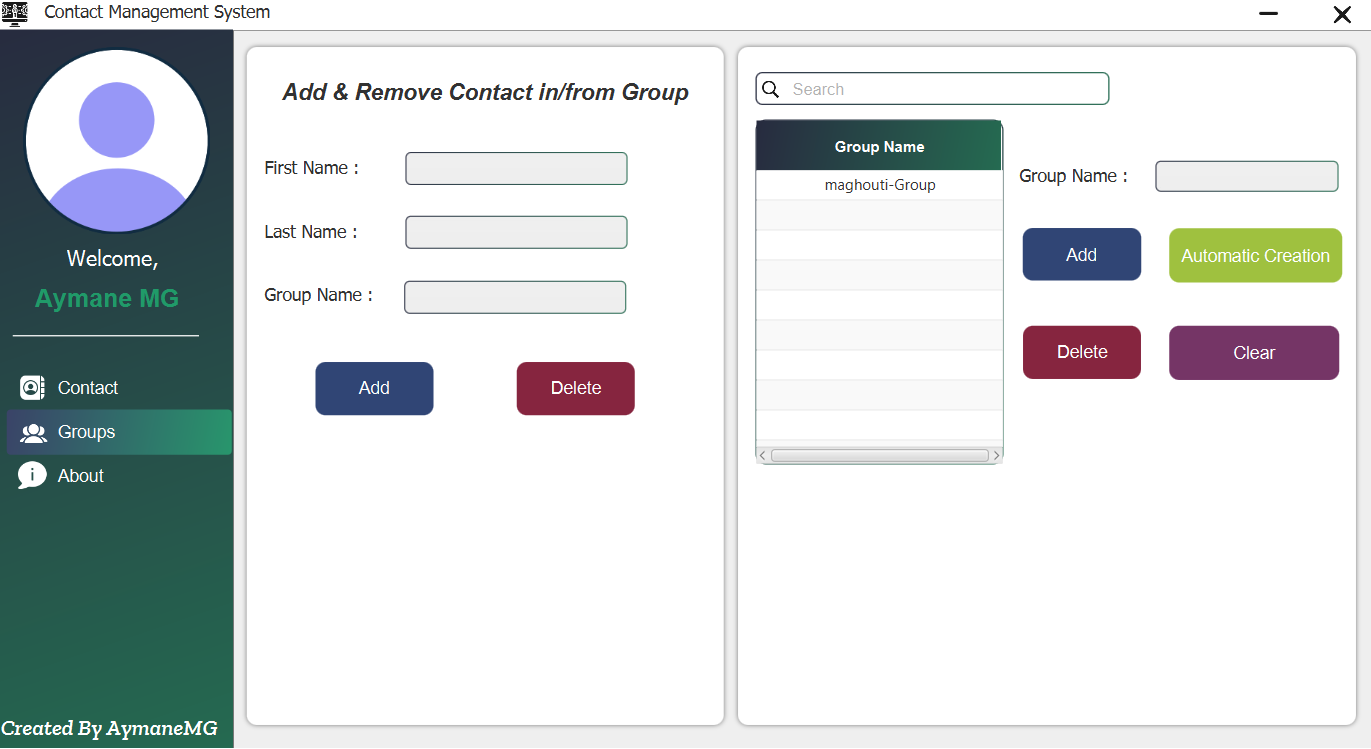 Contact Management System
Welcome,
Aymane MG
Contact
Groups
About
Created By AymaneMG
Add & Remove Contact in/from Group
First Name :
Last Name :
Group Name :
Add
Delete
Search
Group Name
maghouti-Group
Group Name :
Add
Automatic Creation
Delete
Clear